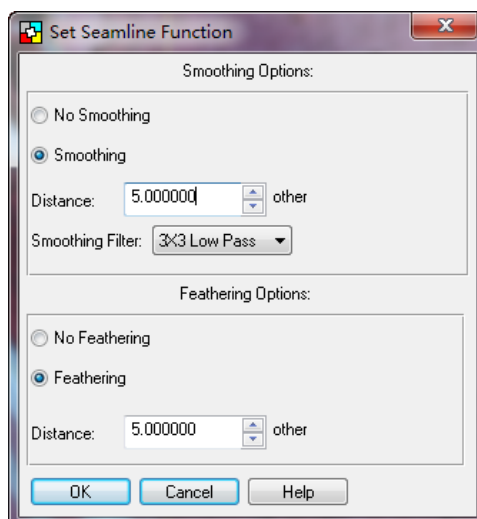 Set Seamline Function
Smoothing Options:
No Smoothing
Smoothing
Distance: 5.000000 other
Smoothing Filter: 3X3 Low Pass
Feathering Options:
No Feathering
Feathering
Distance: 5.000000 other
OK Cancel Help